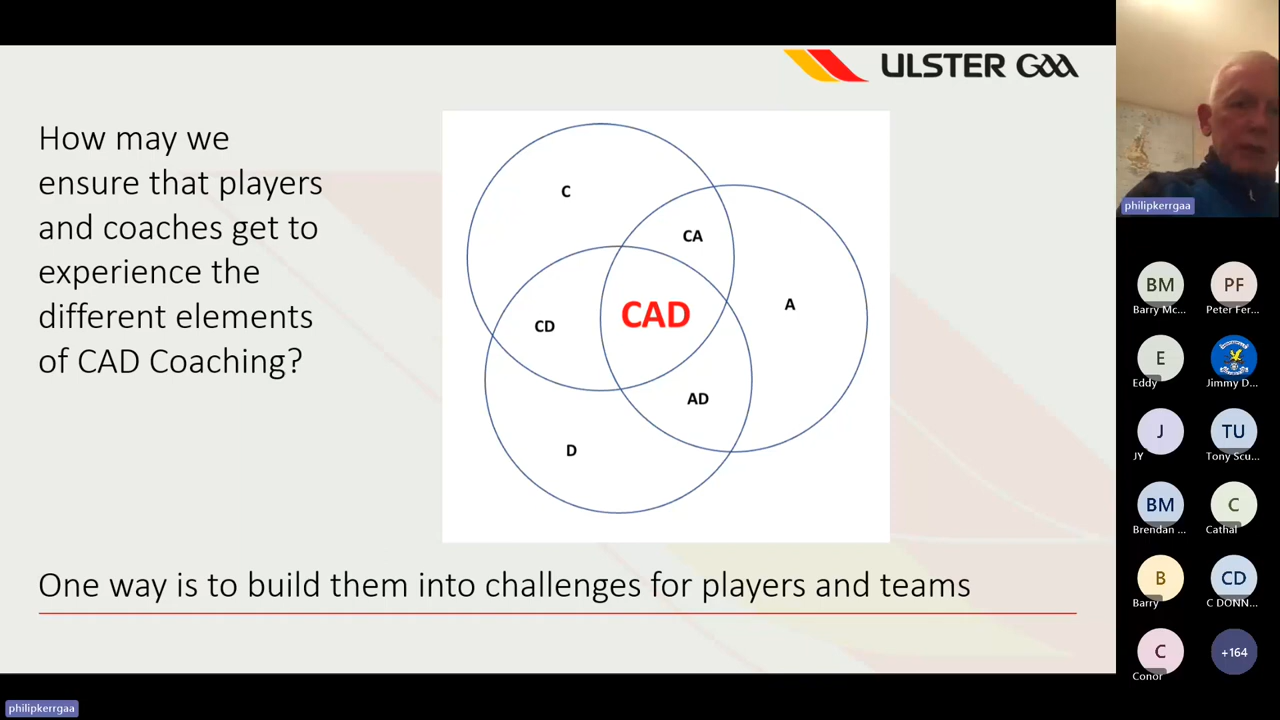 ULSTER GAA
How may we
ensure that players
and coaches get to
experience the
different elements
of CAD Coaching?
C
CA
CAD
A
CD
AD
D
One way is to build them into challenges for players and teams
philipkerrgaa
BM
Barry Mc...
PF
Peter Fer...
E
Eddy
Jimmy D...
J
JY
TU
Tony Scu...
BM
Brendan ...
C
Cathal
B
Barry
CD
C DONN...
C
Conor
+164
philipkerrgaa